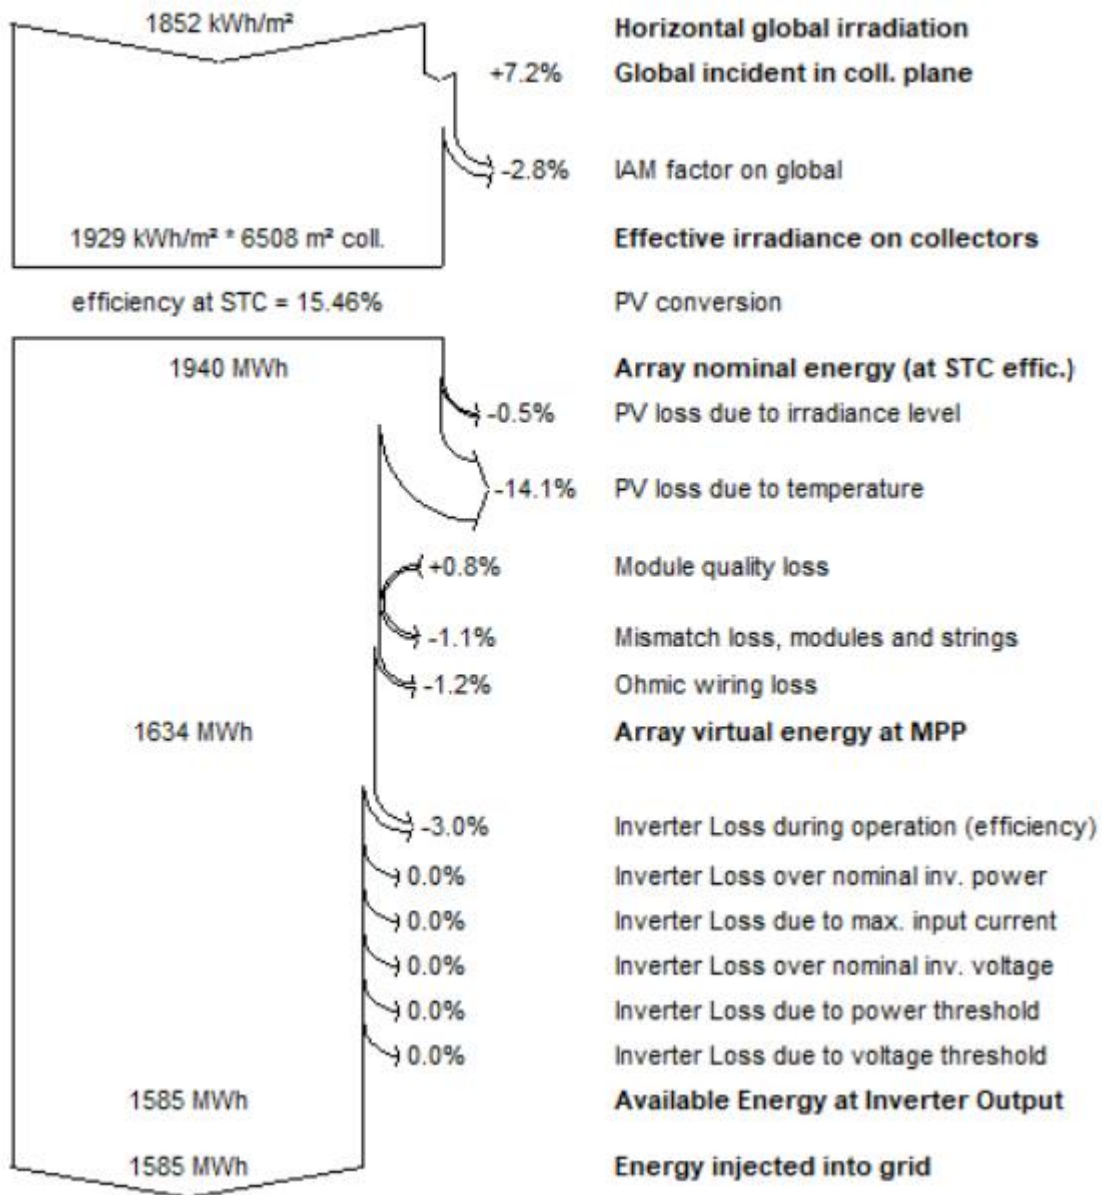 1852 kWh/m² Horizontal global irradiation
+7.2% Global incident in coll. plane
-2.8% IAM factor on global
1929 kWh/m² * 6508 m² coll. Effective irradiance on collectors
efficiency at STC = 15.46% PV conversion
1940 MWh Array nominal energy (at STC effic.)
-0.5% PV loss due to irradiance level
-14.1% PV loss due to temperature
+0.8% Module quality loss
-1.1% Mismatch loss, modules and strings
-1.2% Ohmic wiring loss
1634 MWh Array virtual energy at MPP
-3.0% Inverter Loss during operation (efficiency)
0.0% Inverter Loss over nominal inv. power
0.0% Inverter Loss due to max. input current
0.0% Inverter Loss over nominal inv. voltage
0.0% Inverter Loss due to power threshold
0.0% Inverter Loss due to voltage threshold
1585 MWh Available Energy at Inverter Output
1585 MWh Energy injected into grid